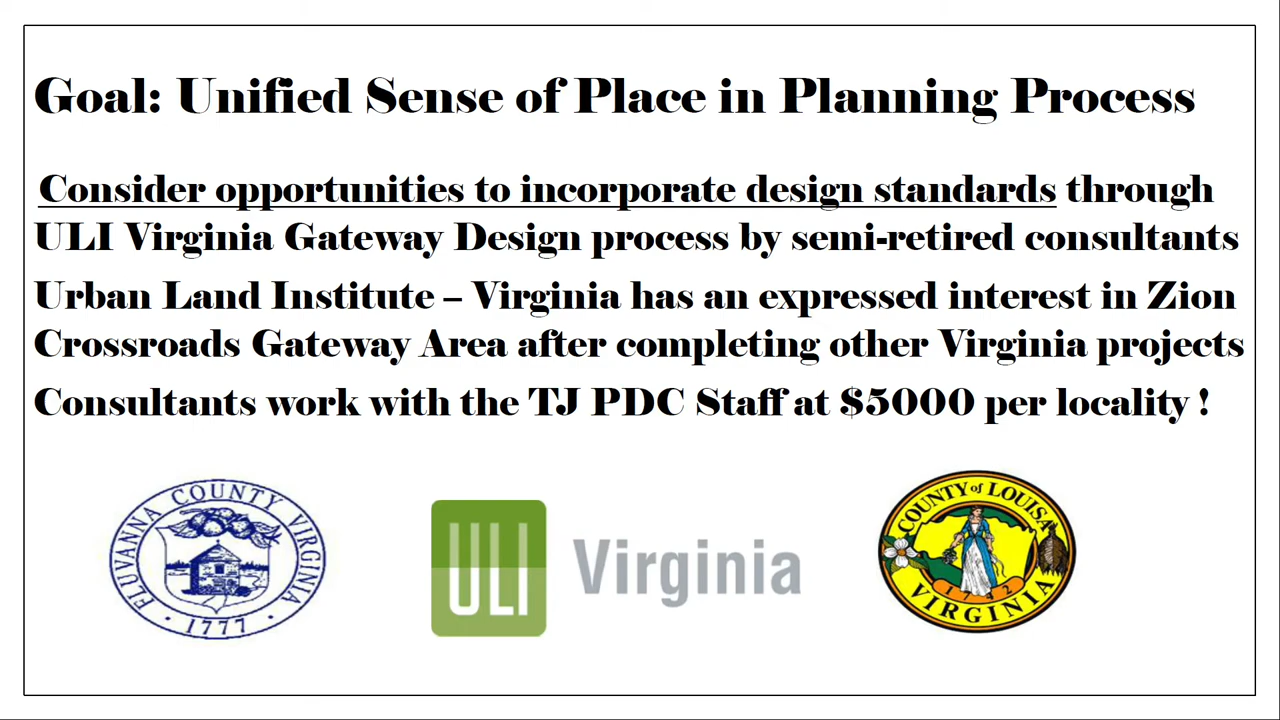 Goal: Unified Sense of Place in Planning Process
Consider opportunities to incorporate design standards through
ULI Virginia Gateway Design process by semi-retired consultants
Urban Land Institute – Virginia has an expressed interest in Zion
Crossroads Gateway Area after completing other Virginia projects
Consultants work with the TJ PDC Staff at $5000 per locality !
FLUVANNA COUNTY VIRGINIA
• 1777 •
ULI Virginia
COUNTY of LOUISA
1742
VIRGINIA